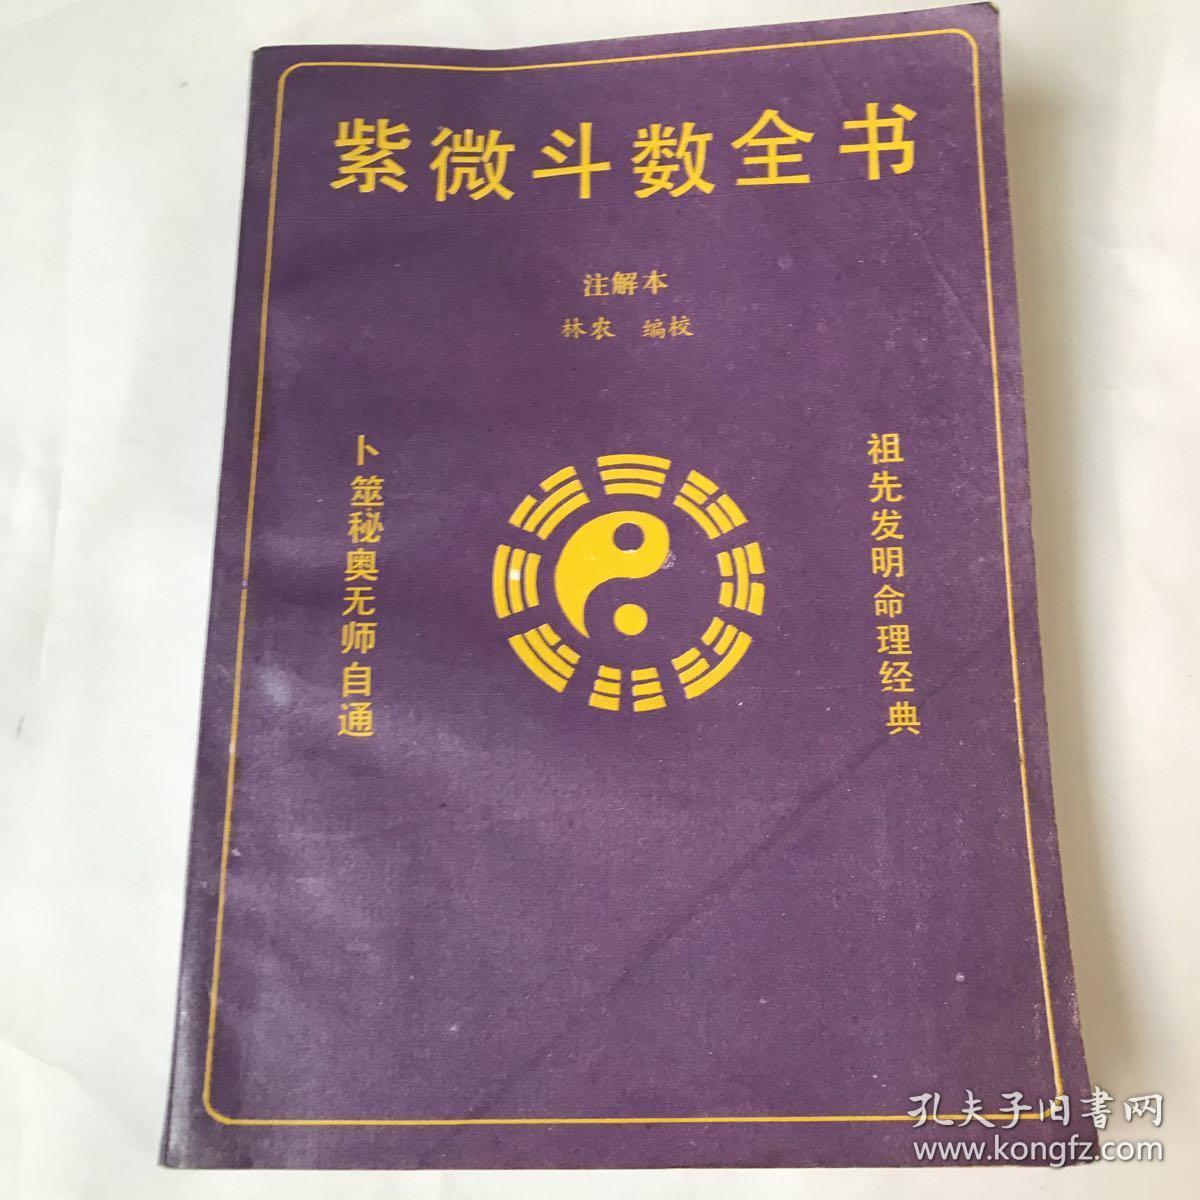 紫微斗数全书
注解本
林农 编校
祖先发明命理经典
卜筮秘奥无师自通
孔夫子旧书网
www.kongfz.com